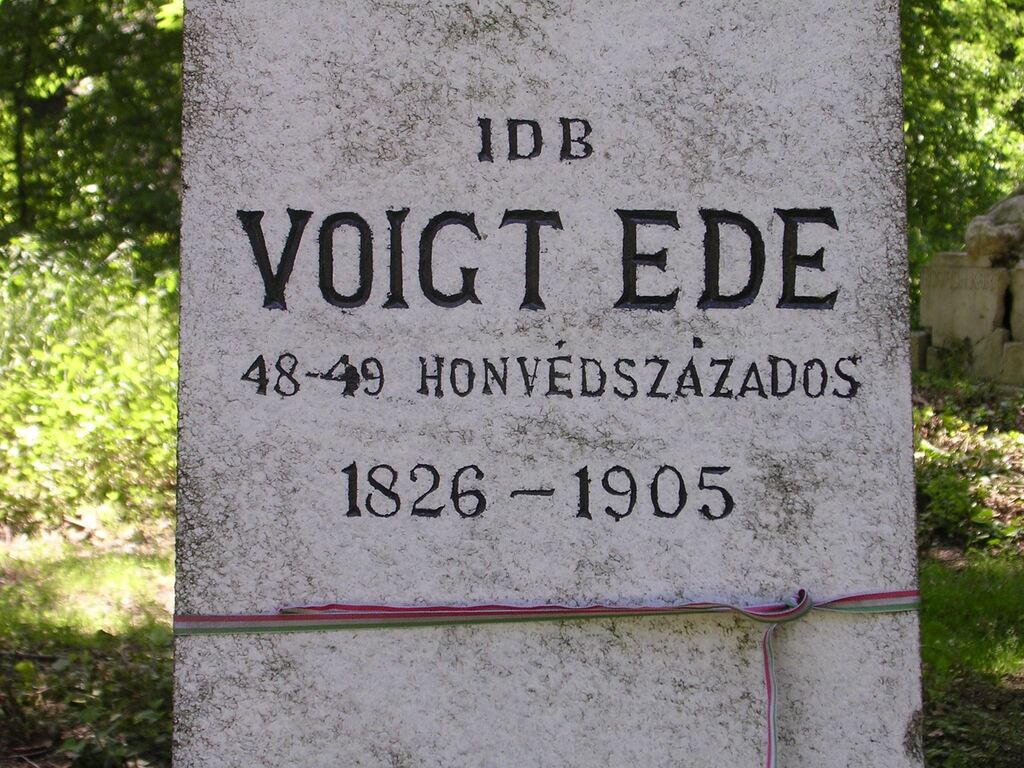 IDB
VOIGT EDE
48-49 HONVÉDSZÁZADOS
1826 – 1905